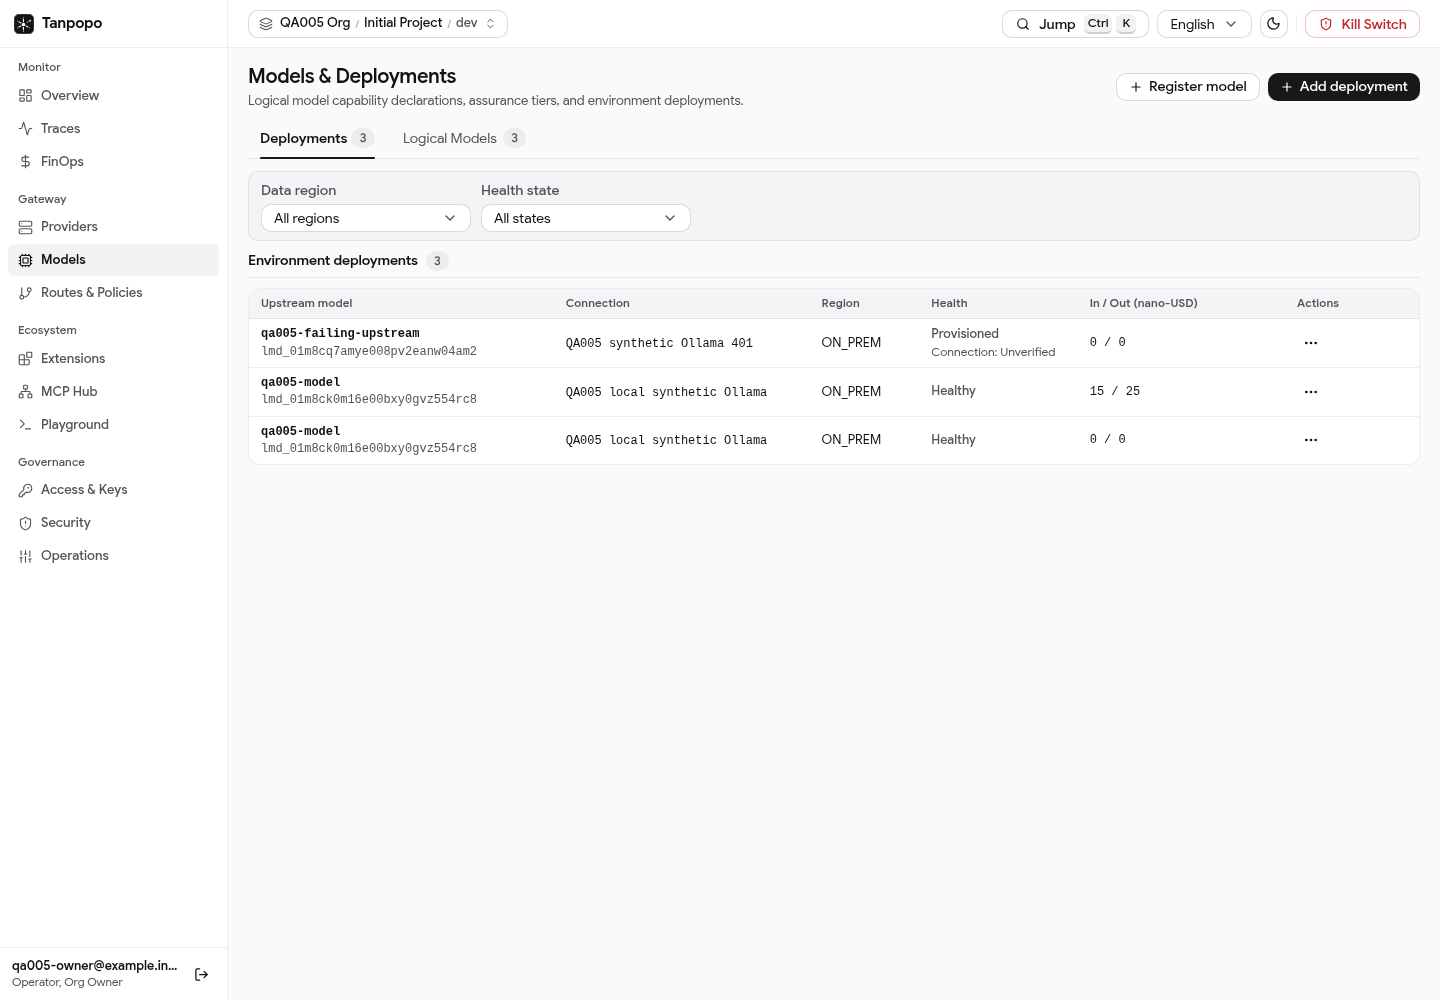 Tanpopo
QA005 Org / Initial Project / dev
Jump Ctrl K
English
Kill Switch
Monitor
Overview
Traces
FinOps
Gateway
Providers
Models
Routes & Policies
Ecosystem
Extensions
MCP Hub
Playground
Governance
Access & Keys
Security
Operations
qa005-owner@example.in...
Operator, Org Owner
Models & Deployments
Logical model capability declarations, assurance tiers, and environment deployments.
Register model
Add deployment
Deployments 3
Logical Models 3
Data region
All regions
Health state
All states
Environment deployments 3
Upstream model Connection Region Health In / Out (nano-USD) Actions
qa005-failing-upstream
lmd_01m8cq7amye008pv2eanw04am2
QA005 synthetic Ollama 401
ON_PREM
Provisioned
Connection: Unverified
0 / 0
qa005-model
lmd_01m8ck0m16e00bxy0gvz554rc8
QA005 local synthetic Ollama
ON_PREM
Healthy
15 / 25
qa005-model
lmd_01m8ck0m16e00bxy0gvz554rc8
QA005 local synthetic Ollama
ON_PREM
Healthy
0 / 0